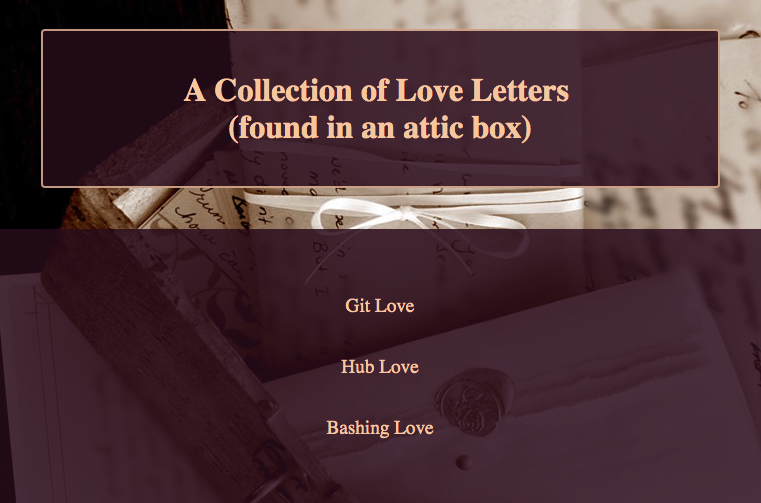 A Collection of Love Letters
(found in an attic box)
Git Love
Hub Love
Bashing Love